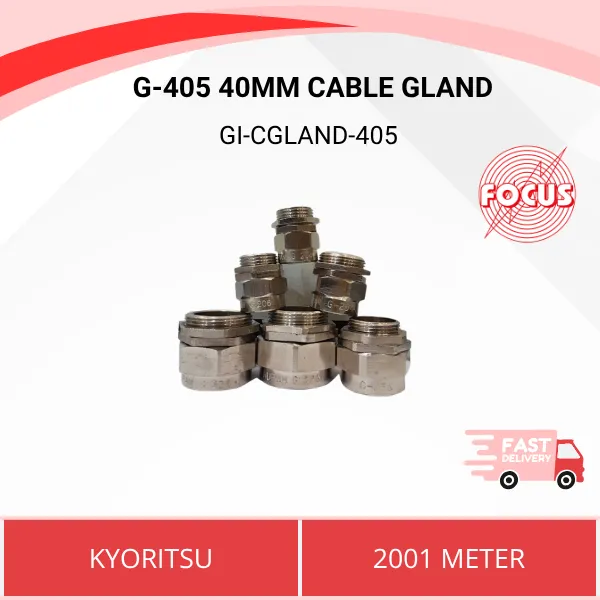 G-405 40MM CABLE GLAND
GI-CGLAND-405
FOCUS
FAST
DELIVERY
KYORITSU
2001 METER